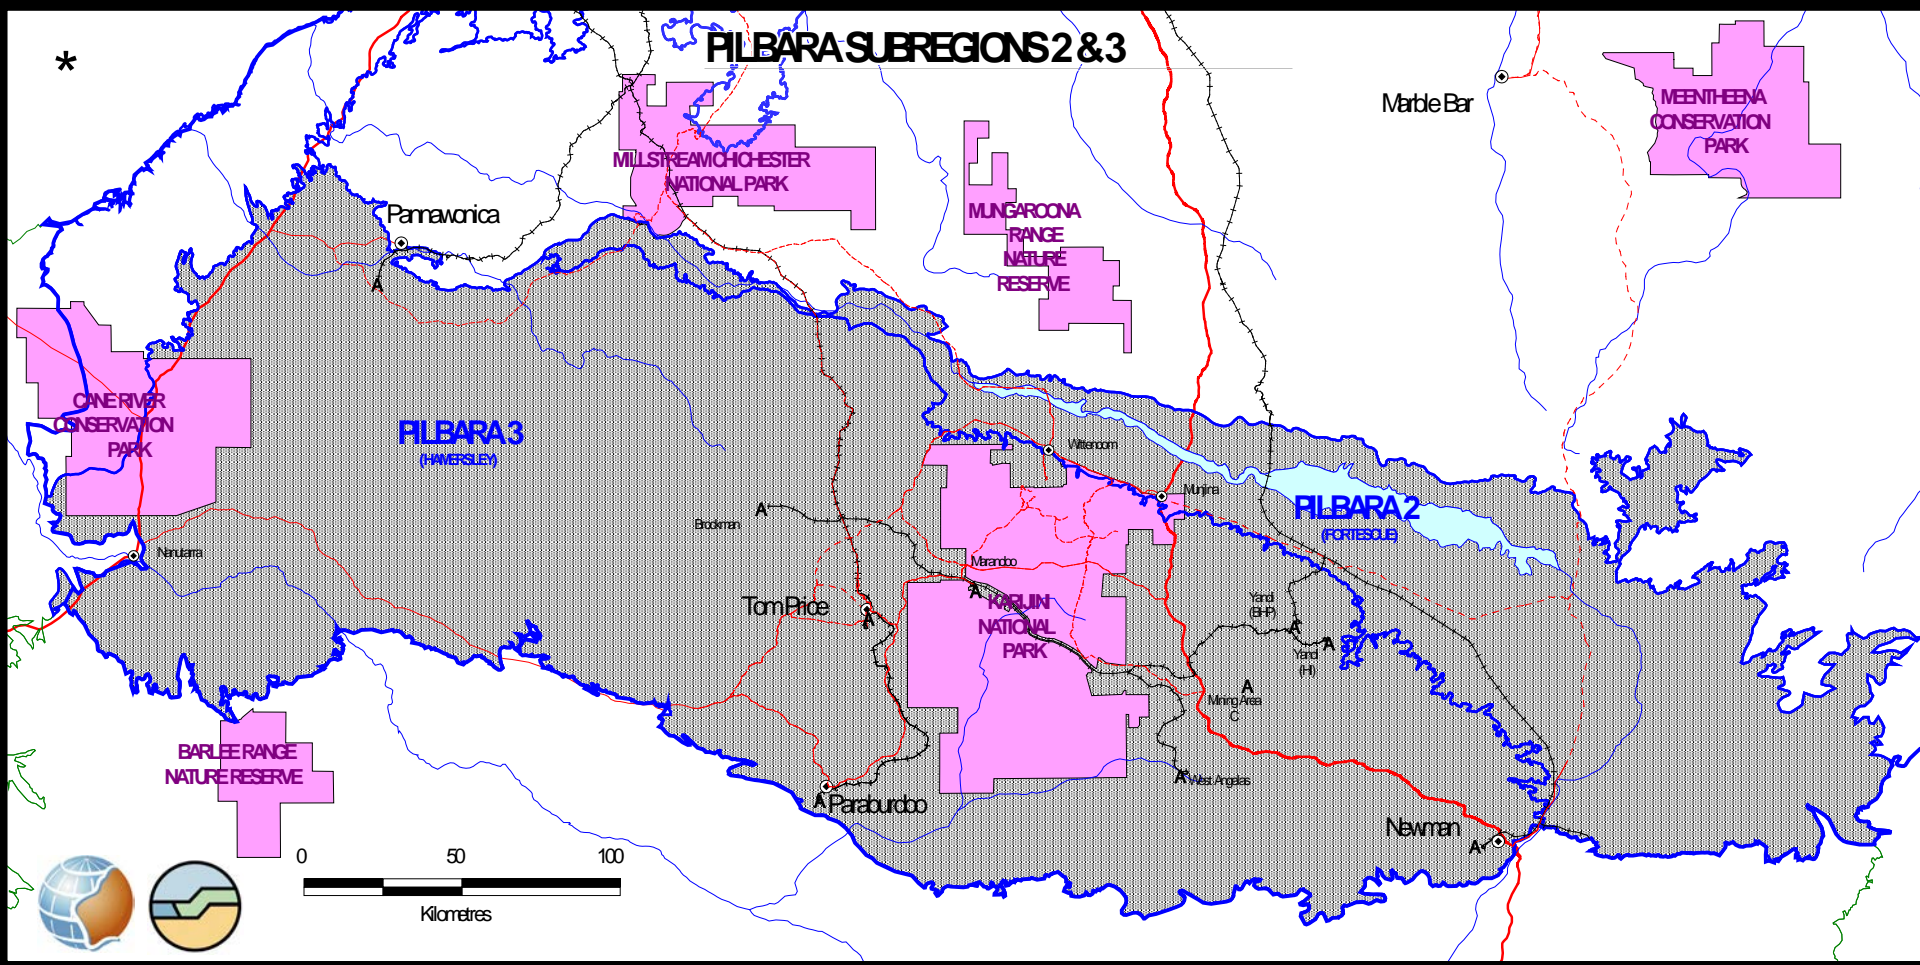 *
PILBARA SUBREGIONS 2 & 3
Marble Bar
MEENTHEENA
CONSERVATION
PARK
MILLSTREAM CHICHESTER
NATIONAL PARK
Pannawonica
MUNGAROONA
RANGE
NATURE
RESERVE
A
CANE RIVER
CONSERVATION
PARK
PILBARA 3
(HAMERSLEY)
Wittenoom
Munjina
PILBARA 2
(FORTESCUE)
Brockman
A
Nanutarra
Marandoo
A
Tom Price
A
KARIJINI
NATIONAL
PARK
Yandi
(BHP)
A
Yandi
(HI)
A
A
Mining Area
C
BARLEE RANGE
NATURE RESERVE
A
West Angelas
A
Paraburdoo
Newman
A
0 50 100
Kilometres